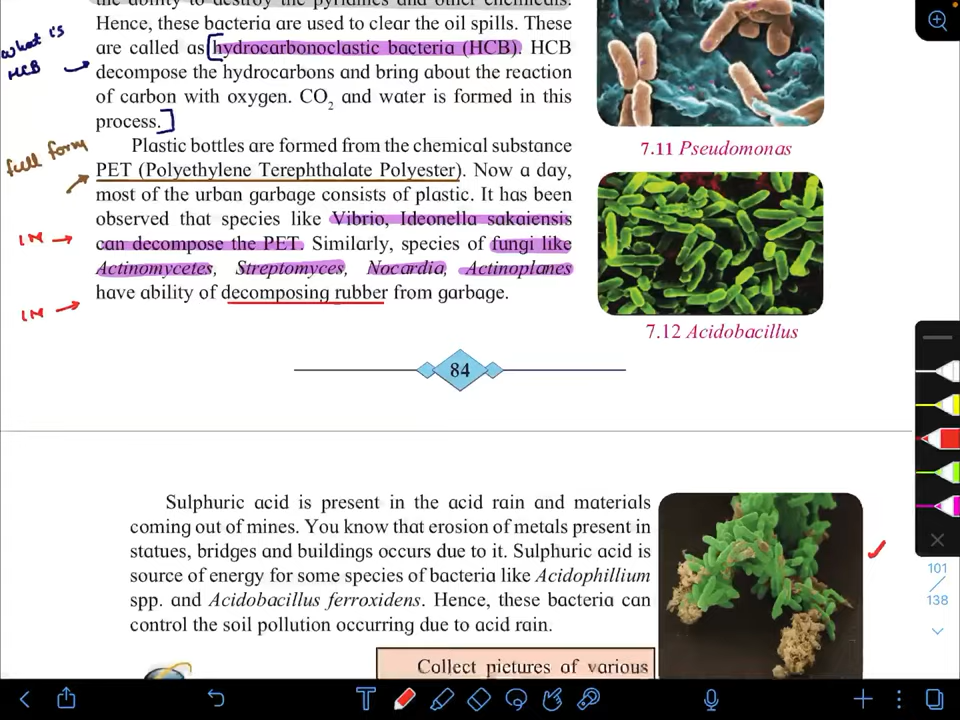 the ability to destroy the pyridines and other chemicals.
Hence, these bacteria are used to clear the oil spills. These
What is
are called as [hydrocarbonoclastic bacteria (HCB). HCB
HCB
decompose the hydrocarbons and bring about the reaction
of carbon with oxygen. CO2 and water is formed in this
process.]
Plastic bottles are formed from the chemical substance
full form
PET (Polyethylene Terephthalate Polyester). Now a day,
most of the urban garbage consists of plastic. It has been
observed that species like Vibrio, Ideonella sakaiensis
IN → can decompose the PET. Similarly, species of fungi like
Actinomycetes, Streptomyces, Nocardia, Actinoplanes
IN → have ability of decomposing rubber from garbage.
7.11 Pseudomonas
7.12 Acidobacillus
84
Sulphuric acid is present in the acid rain and materials
coming out of mines. You know that erosion of metals present in
statues, bridges and buildings occurs due to it. Sulphuric acid is
source of energy for some species of bacteria like Acidophillium
spp. and Acidobacillus ferroxidens. Hence, these bacteria can
control the soil pollution occurring due to acid rain.
Collect pictures of various
101
138
T